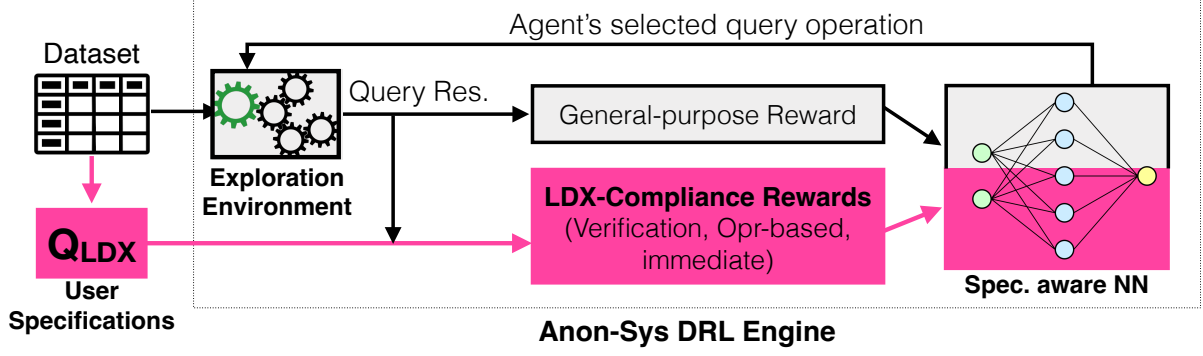 Agent's selected query operation
Dataset
Query Res.
General-purpose Reward
Exploration
Environment
LDX-Compliance Rewards
(Verification, Opr-based,
immediate)
QLDX
User
Specifications
Spec. aware NN
Anon-Sys DRL Engine